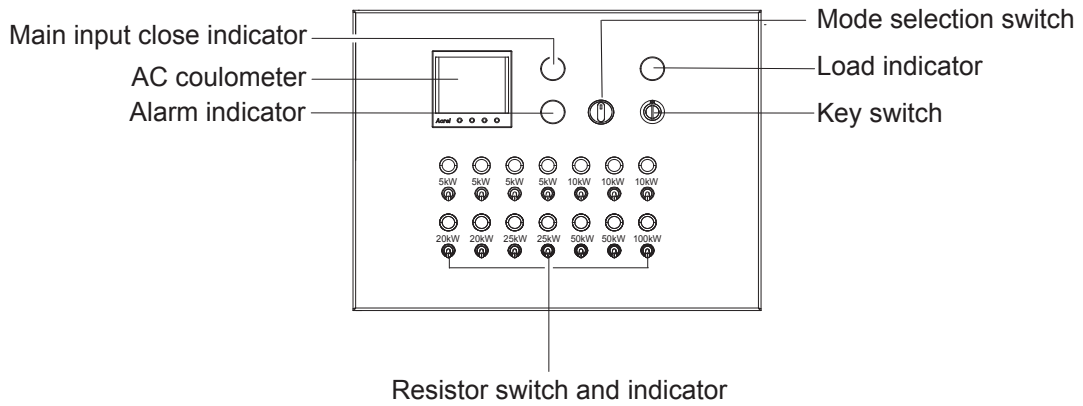 Mode selection switch
Main input close indicator
Load indicator
AC coulometer
Alarm indicator
Key switch
Acrel
5kW 5kW 5kW 5kW 10kW 10kW 10kW
20kW 20kW 25kW 25kW 50kW 50kW 100kW
Resistor switch and indicator